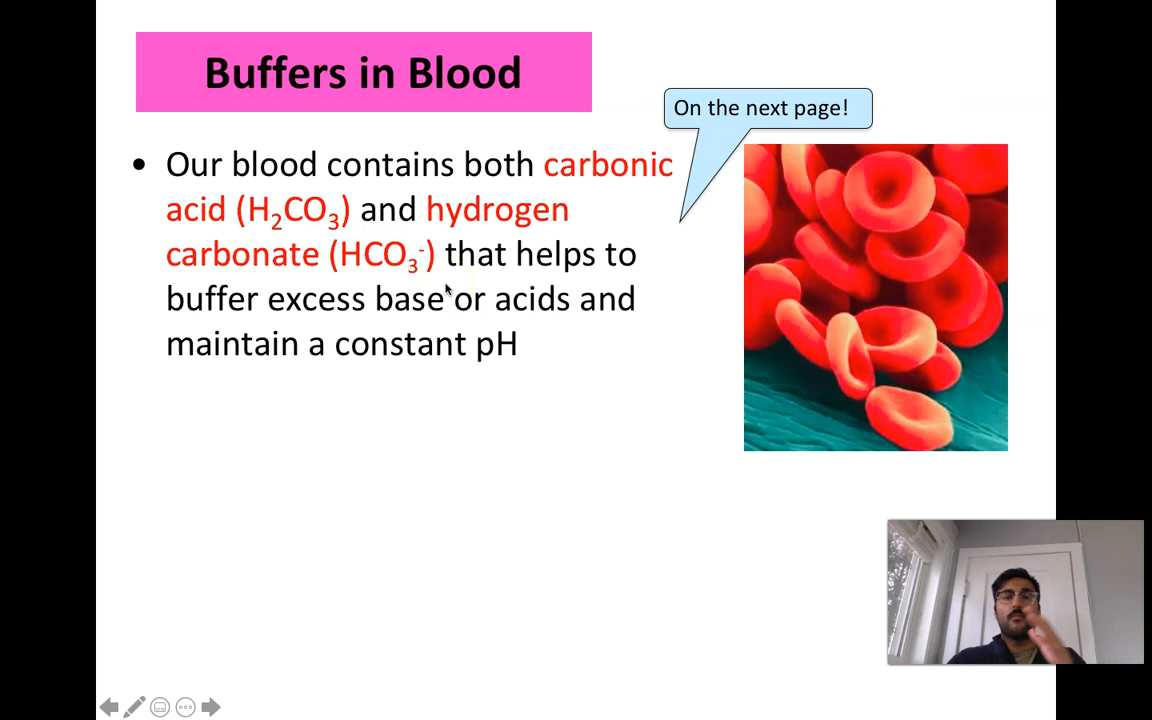 Buffers in Blood
On the next page!
• Our blood contains both carbonic
acid (H₂CO₃) and hydrogen
carbonate (HCO₃⁻) that helps to
buffer excess base or acids and
maintain a constant pH